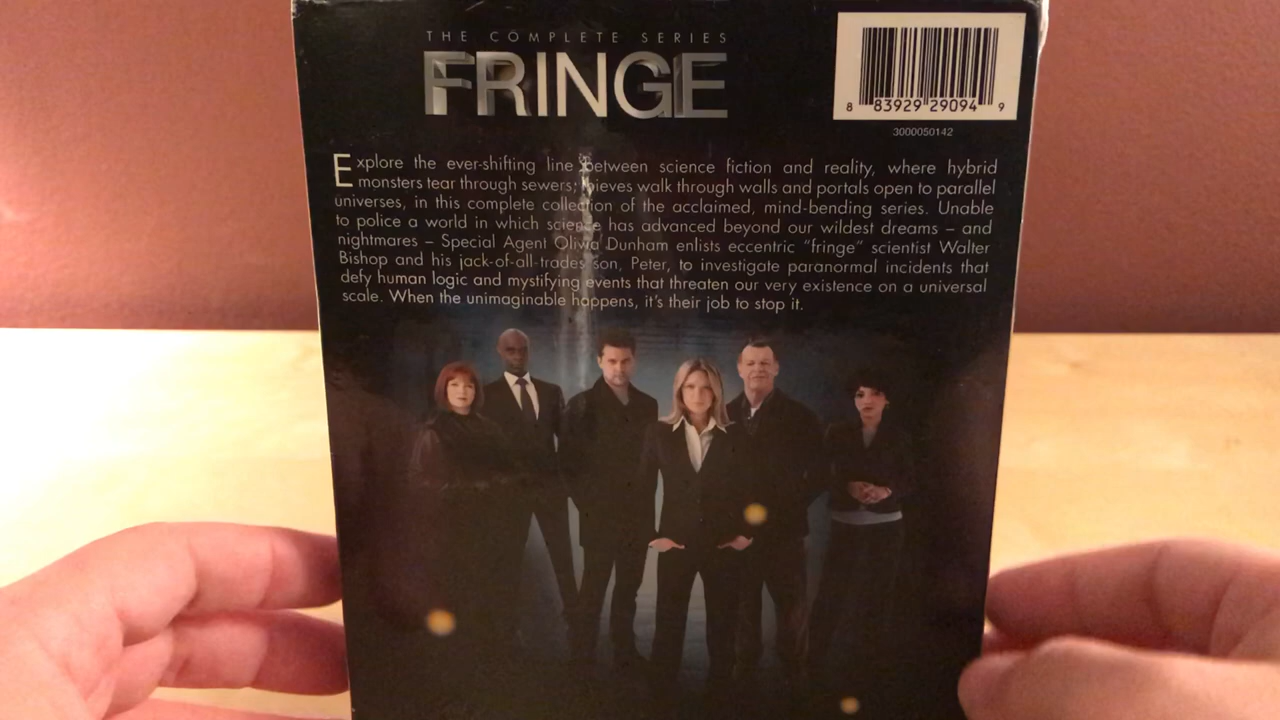 THE COMPLETE SERIES
FRINGE
8 83929 29094 9
3000050142
Explore the ever-shifting line between science fiction and reality, where hybrid
monsters tear through sewers; thieves walk through walls and portals open to parallel
universes, in this complete collection of the acclaimed, mind-bending series. Unable
to police a world in which science has advanced beyond our wildest dreams – and
nightmares – Special Agent Olivia Dunham enlists eccentric “fringe” scientist Walter
Bishop and his jack-of-all-trades son, Peter, to investigate paranormal incidents that
defy human logic and mystifying events that threaten our very existence on a universal
scale. When the unimaginable happens, it’s their job to stop it.